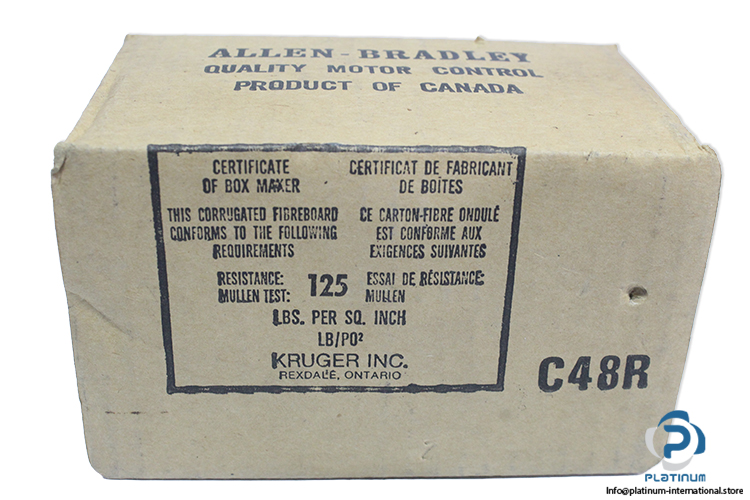 ALLEN-BRADLEY
QUALITY MOTOR CONTROL
PRODUCT OF CANADA
CERTIFICATE
OF BOX MAKER
THIS CORRUGATED FIBREBOARD
CONFORMS TO THE FOLLOWING
REQUIREMENTS
CERTIFICAT DE FABRICANT
DE BOÎTES
CE CARTON-FIBRE ONDULÉ
EST CONFORME AUX
EXIGENCES SUIVANTES
RESISTANCE:
MULLEN TEST:
125
ESSAI DE RÉSISTANCE:
MULLEN
LBS. PER SQ. INCH
LB/PO²
KRUGER INC.
REXDALE, ONTARIO
C48R
PLATINUM
Info@platinum-international.store